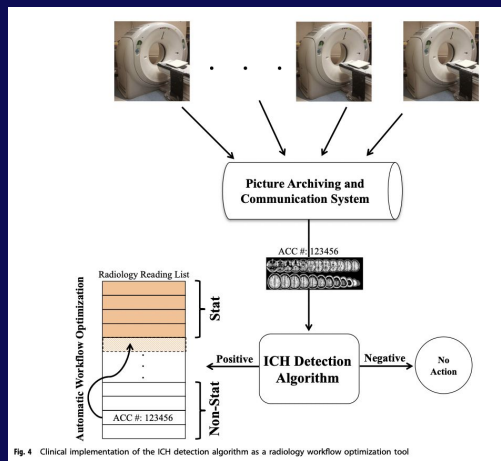 Picture Archiving and
Communication System
ACC #: 123456
Radiology Reading List
Automatic Workflow Optimization
Stat
Non-Stat
ACC #: 123456
Positive
ICH Detection
Algorithm
Negative
No
Action
Fig. 4 Clinical implementation of the ICH detection algorithm as a radiology workflow optimization tool